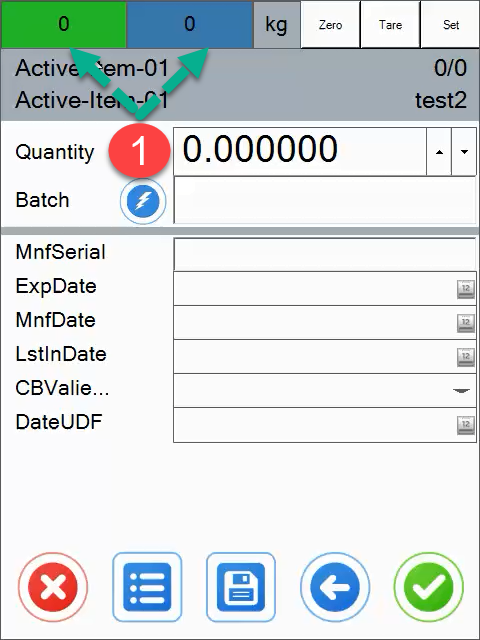 0 0 kg Zero Tare Set
Active-Item-01 0/0
Active-Item-01 test2
Quantity 1 0.000000
Batch
MnfSerial
ExpDate 12
MnfDate 12
LstInDate 12
CBValie...
DateUDF 12